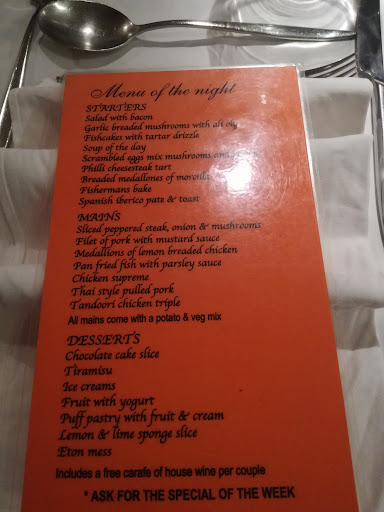 Menu of the night
STARTERS
Salad with bacon
Garlic breaded mushrooms with ali oly
Fishcakes with tartar drizzle
Soup of the day
Scrambled eggs mix mushrooms and
Philli cheesesteak tart
Breaded medallones of
Fishermans bake
Spanish iberico pate & toast
MAINS
Sliced peppered steak, onion & mushrooms
Filet of pork with mustard sauce
Medallions of lemon breaded chicken
Pan fried fish with parsley sauce
Chicken supreme
Thai style pulled pork
Tandoori chicken triple
All mains come with a potato & veg mix
DESSERTS
Chocolate cake slice
Tiramisu
Ice creams
Fruit with yogurt
Puff pastry with fruit & cream
Lemon & lime sponge slice
Eton mess
Includes a free carafe of house wine per couple
* ASK FOR THE SPECIAL OF THE WEEK